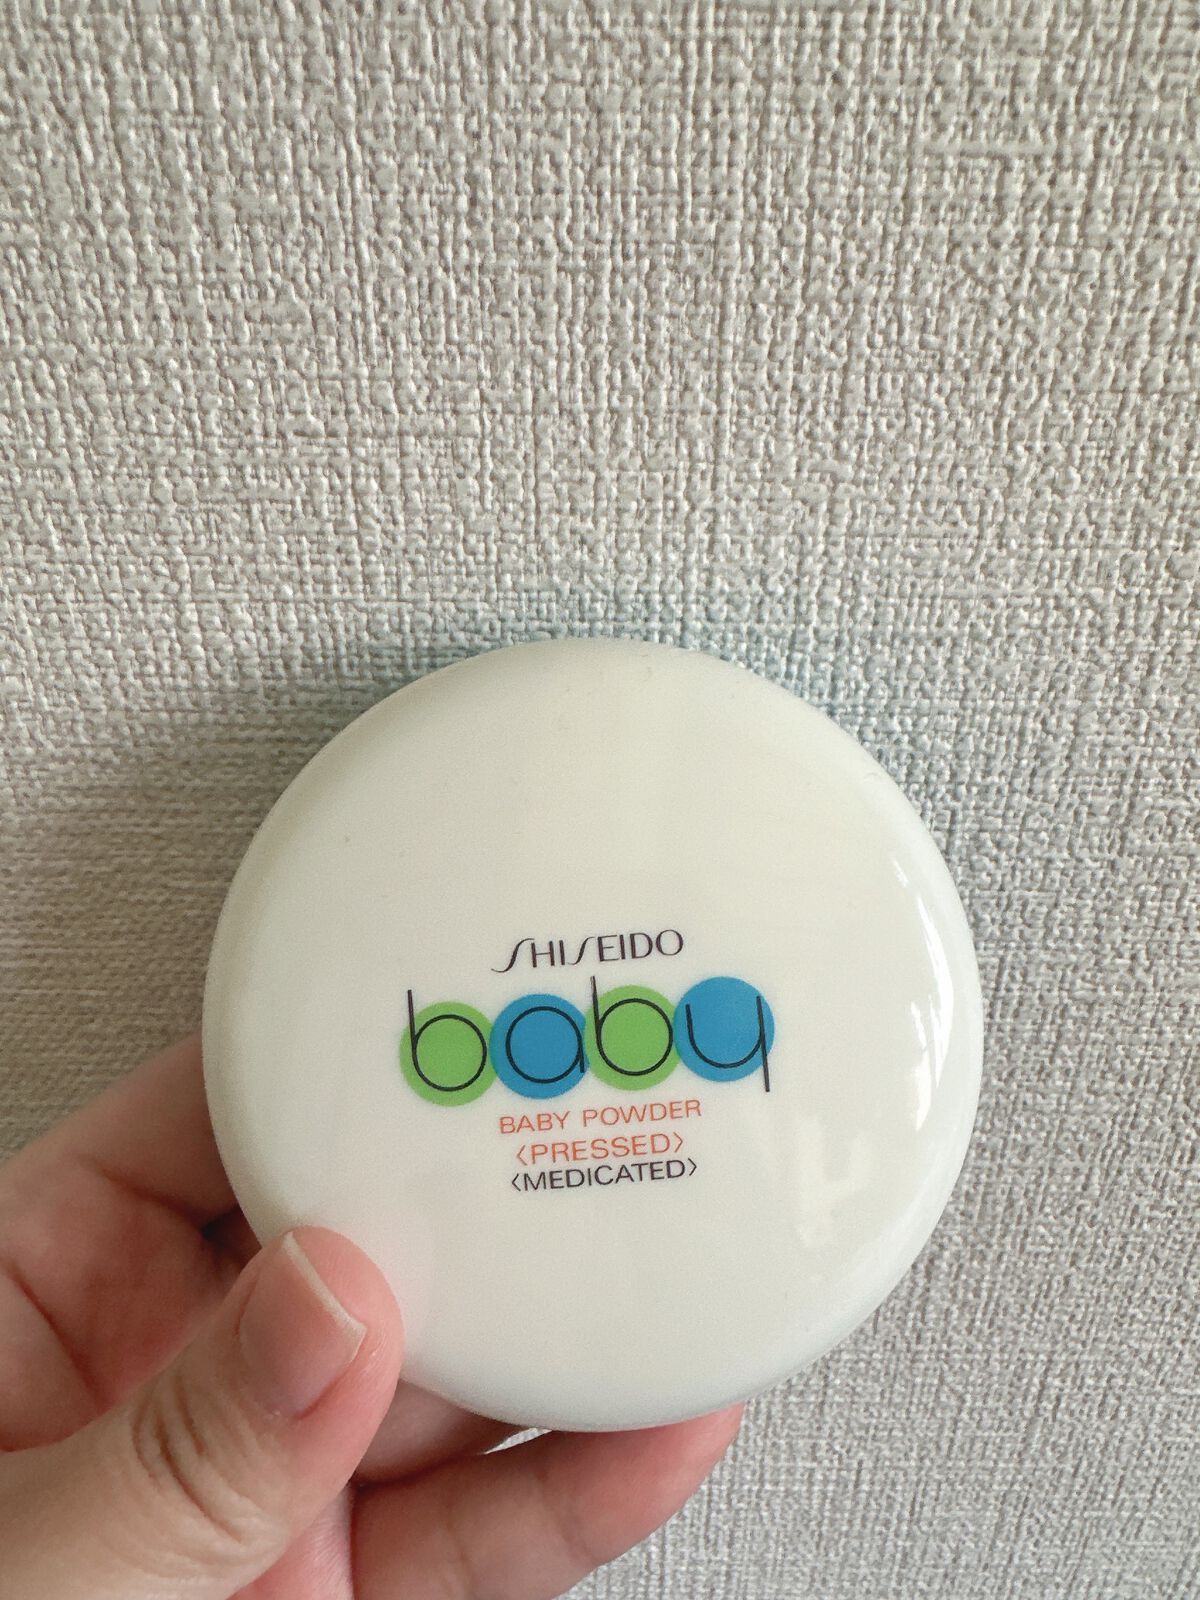 SHISEIDO
baby
BABY POWDER
〈PRESSED〉
〈MEDICATED〉